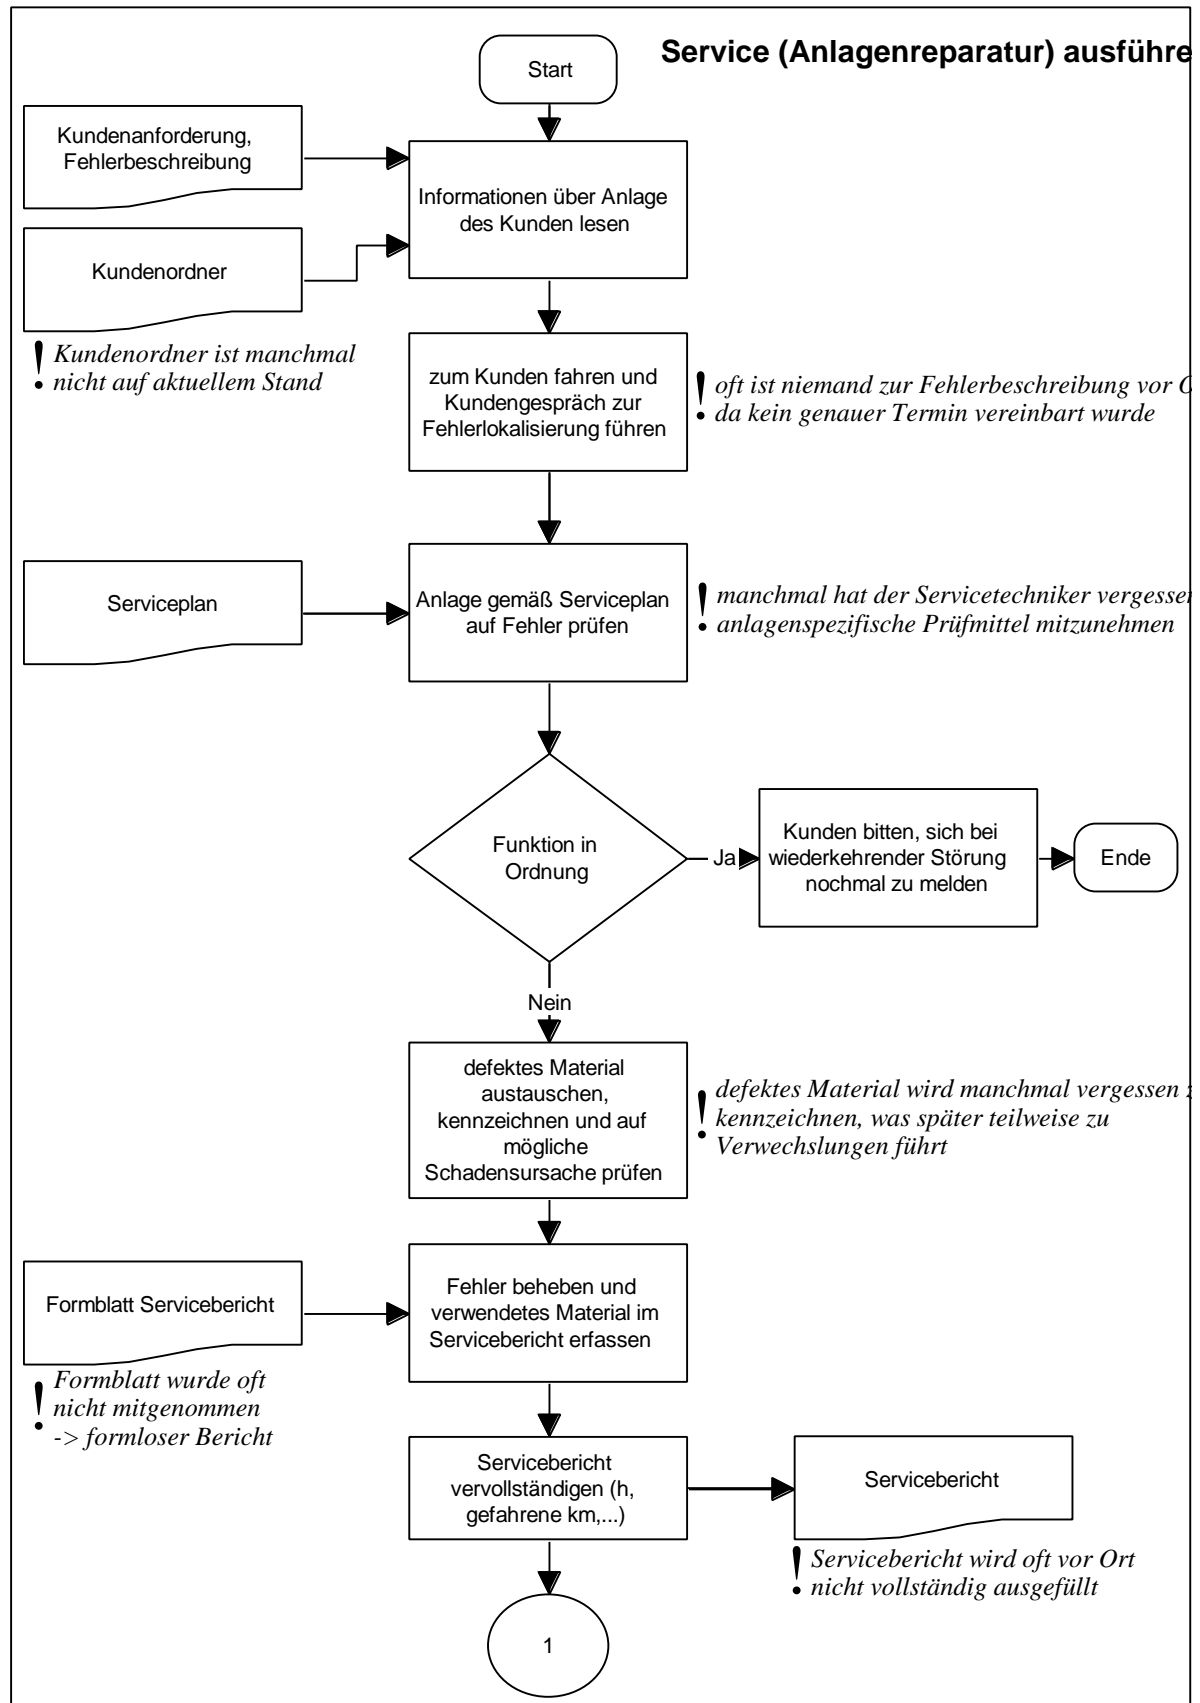 Service (Anlagenreparatur) ausführe
Start
Kundenanforderung,
Fehlerbeschreibung
Informationen über Anlage
des Kunden lesen
Kundenordner
! Kundenordner ist manchmal
nicht auf aktuellem Stand
zum Kunden fahren und
Kundengespräch zur
Fehlerlokalisierung führen
! oft ist niemand zur Fehlerbeschreibung vor O
da kein genauer Termin vereinbart wurde
Serviceplan
Anlage gemäß Serviceplan
auf Fehler prüfen
! manchmal hat der Servicetechniker vergessen
anlagenspezifische Prüfmittel mitzunehmen
Funktion in
Ordnung
Ja
Kunden bitten, sich bei
wiederkehrender Störung
nochmal zu melden
Ende
Nein
defektes Material
austauschen,
kennzeichnen und auf
mögliche
Schadensursache prüfen
! defektes Material wird manchmal vergessen z
kennzeichnen, was später teilweise zu
Verwechslungen führt
Formblatt Servicebericht
Fehler beheben und
verwendetes Material im
Servicebericht erfassen
! Formblatt wurde oft
nicht mitgenommen
-> formloser Bericht
Servicebericht
vervollständigen (h,
gefahrene km,...)
Servicebericht
! Servicebericht wird oft vor Ort
nicht vollständig ausgefüllt
1